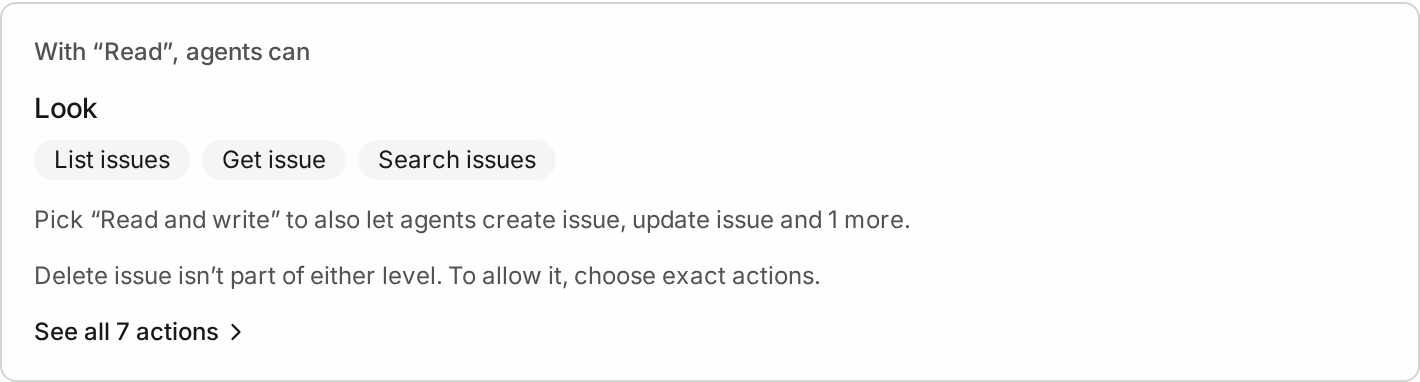 With “Read”, agents can
Look
List issues Get issue Search issues
Pick “Read and write” to also let agents create issue, update issue and 1 more.
Delete issue isn’t part of either level. To allow it, choose exact actions.
See all 7 actions